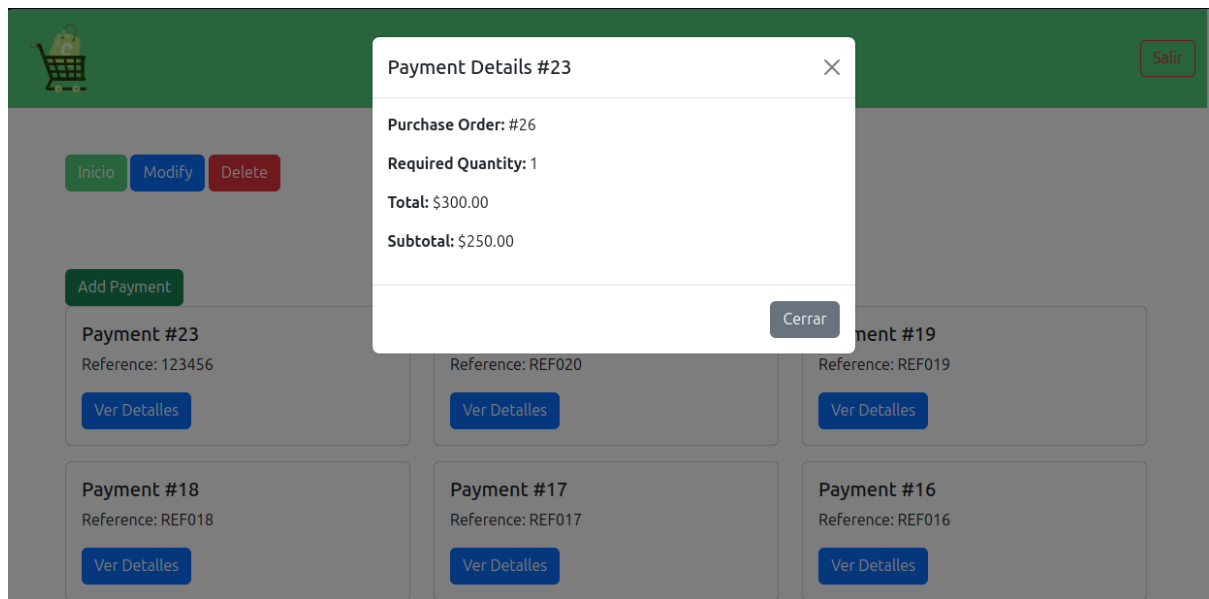 C
Salir
Payment Details #23
Purchase Order: #26
Required Quantity: 1
Total: $300.00
Subtotal: $250.00
Cerrar
Inicio
Modify
Delete
Add Payment
Payment #23
Reference: 123456
Ver Detalles
Reference: REF020
Ver Detalles
ment #19
Reference: REF019
Ver Detalles
Payment #18
Reference: REF018
Ver Detalles
Payment #17
Reference: REF017
Ver Detalles
Payment #16
Reference: REF016
Ver Detalles